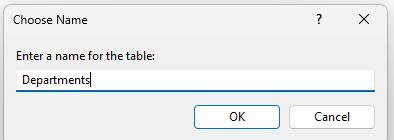 Choose Name
?
Enter a name for the table:
Departments
OK
Cancel